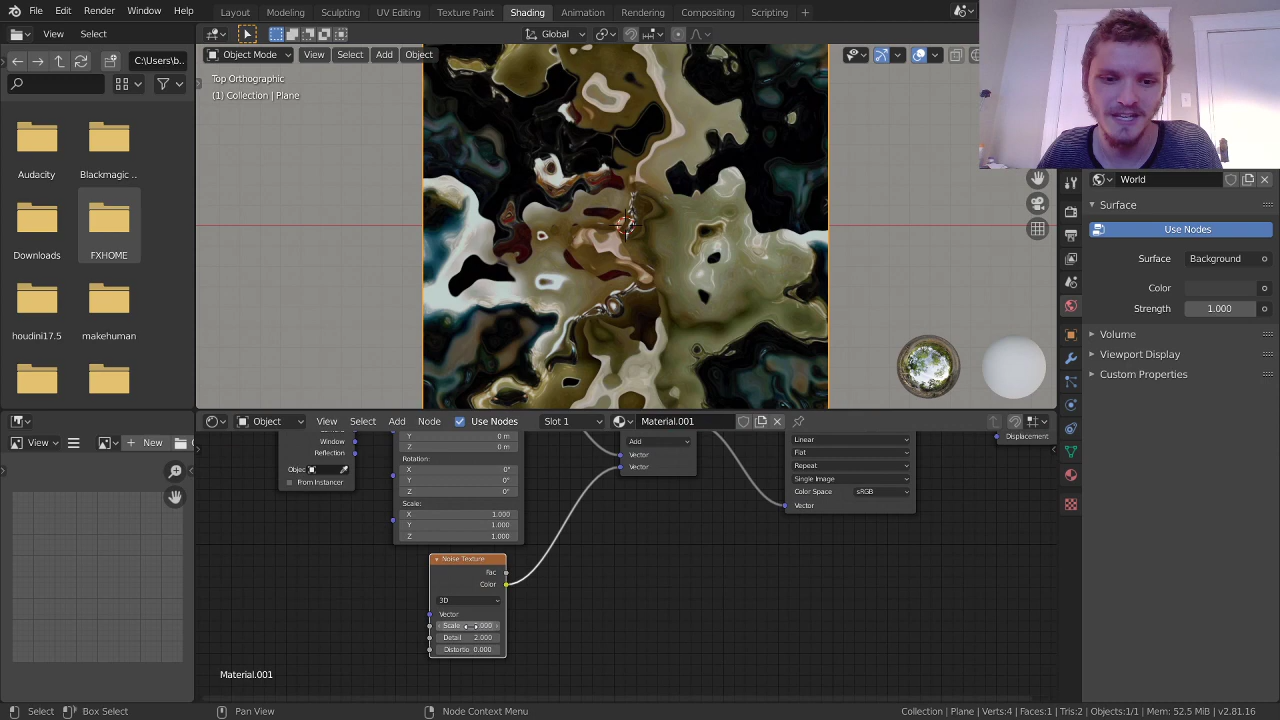 File Edit Render Window Help Layout Modeling Sculpting UV Editing Texture Paint Shading Animation Rendering Compositing Scripting +
View Select Global
C:\Users\b..
Object Mode View Select Add Object
Top Orthographic
(1) Collection | Plane
Audacity
Blackmagic ..
Downloads
FXHOME
houdini17.5
makehuman
World
Surface
Use Nodes
Surface Background
Color
Strength 1.000
Volume
Viewport Display
Custom Properties
Object View Select Add Node Use Nodes Slot 1 Material.001
View New
Window
Reflection
Objec
From Instancer
Y 0 m
Z 0 m
Rotation:
X 0°
Y 0°
Z 0°
Scale:
X 1.000
Y 1.000
Z 1.000
Add
Vector
Vector
Linear
Flat
Repeat
Single Image
Color Space sRGB
Vector
Displacement
Noise Texture
Fac
Color
3D
Vector
Scale
Detail 2.000
Distortio 0.000
Material.001
Select Box Select Pan View Node Context Menu Collection | Plane | Verts:4 | Faces:1 | Tris:2 | Objects:1/1 | Mem: 52.5 MiB | v2.81.16